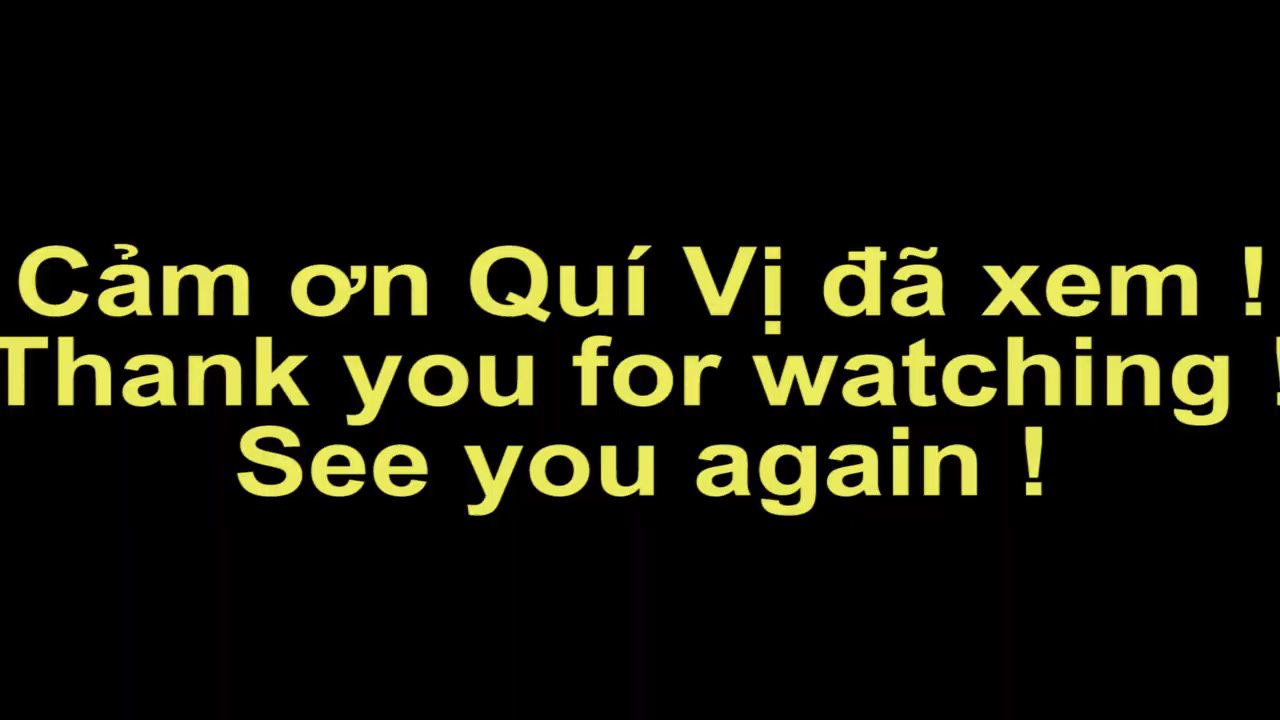 Cảm ơn Quí Vị đã xem !
Thank you for watching !
See you again !